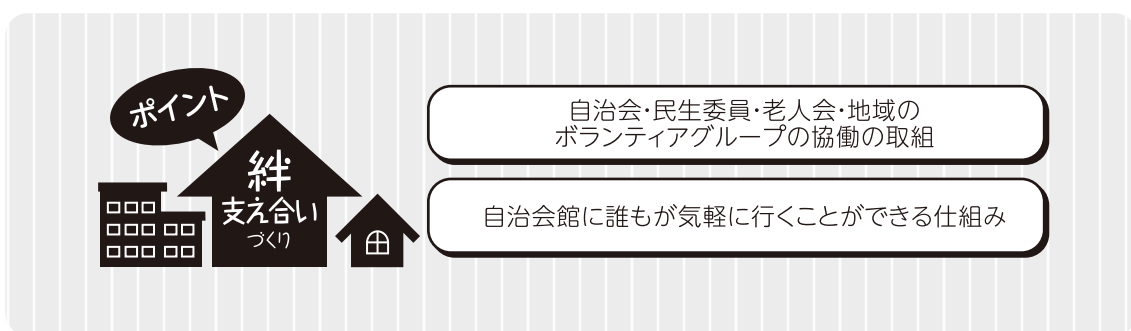 ポイント
絆
支え合い
づくり
自治会・民生委員・老人会・地域の
ボランティアグループの協働の取組
自治会館に誰もが気軽に行くことができる仕組み